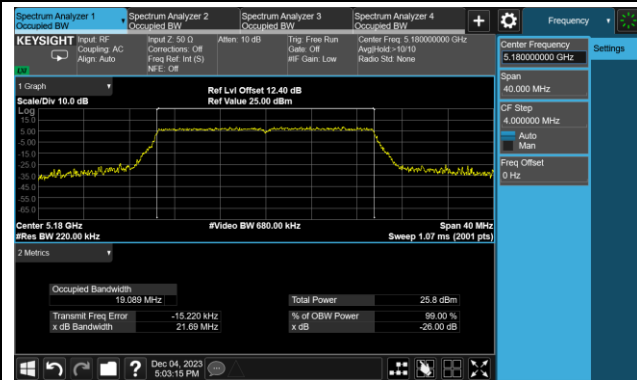 Spectrum Analyzer 1
Occupied BW
Spectrum Analyzer 2
Occupied BW
Spectrum Analyzer 3
Occupied BW
Spectrum Analyzer 4
Occupied BW
+
Frequency
KEYSIGHT
Input: RF
Coupling: AC
Align: Auto
Input Z: 50 Ω
Corrections: Off
Freq Ref: Int (S)
NFE: Off
Atten: 10 dB
Trig: Free Run
Gate: Off
#IF Gain: Low
Center Freq: 5.180000000 GHz
Avg|Hold:>10/10
Radio Std: None
LXI
Center Frequency
5.180000000 GHz
Settings
Span
40.000 MHz
CF Step
4.000000 MHz
Auto
Man
Freq Offset
0 Hz
1 Graph
Scale/Div 10.0 dB
Ref Lvl Offset 12.40 dB
Ref Value 25.00 dBm
Log
15.0
5.00
-5.00
-15.0
-25.0
-35.0
-45.0
-55.0
-65.0
Center 5.18 GHz
#Video BW 680.00 kHz
Span 40 MHz
#Res BW 220.00 kHz
Sweep 1.07 ms (2001 pts)
2 Metrics
Occupied Bandwidth
19.089 MHz
Total Power
25.8 dBm
Transmit Freq Error
-15.220 kHz
% of OBW Power
99.00 %
x dB Bandwidth
21.69 MHz
x dB
-26.00 dB
?
Dec 04, 2023
5:03:15 PM